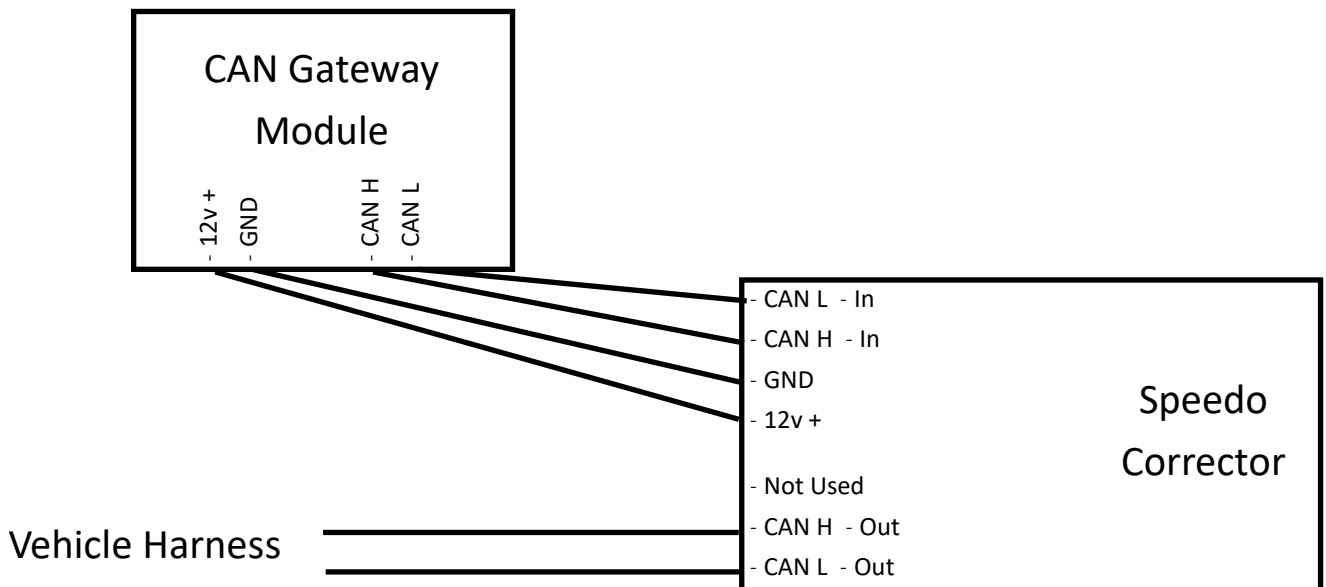 CAN Gateway
Module
- 12v +
- GND
- CAN H
- CAN L
- CAN L - In
- CAN H - In
- GND
- 12v +
Speedo
Corrector
- Not Used
- CAN H - Out
- CAN L - Out
Vehicle Harness